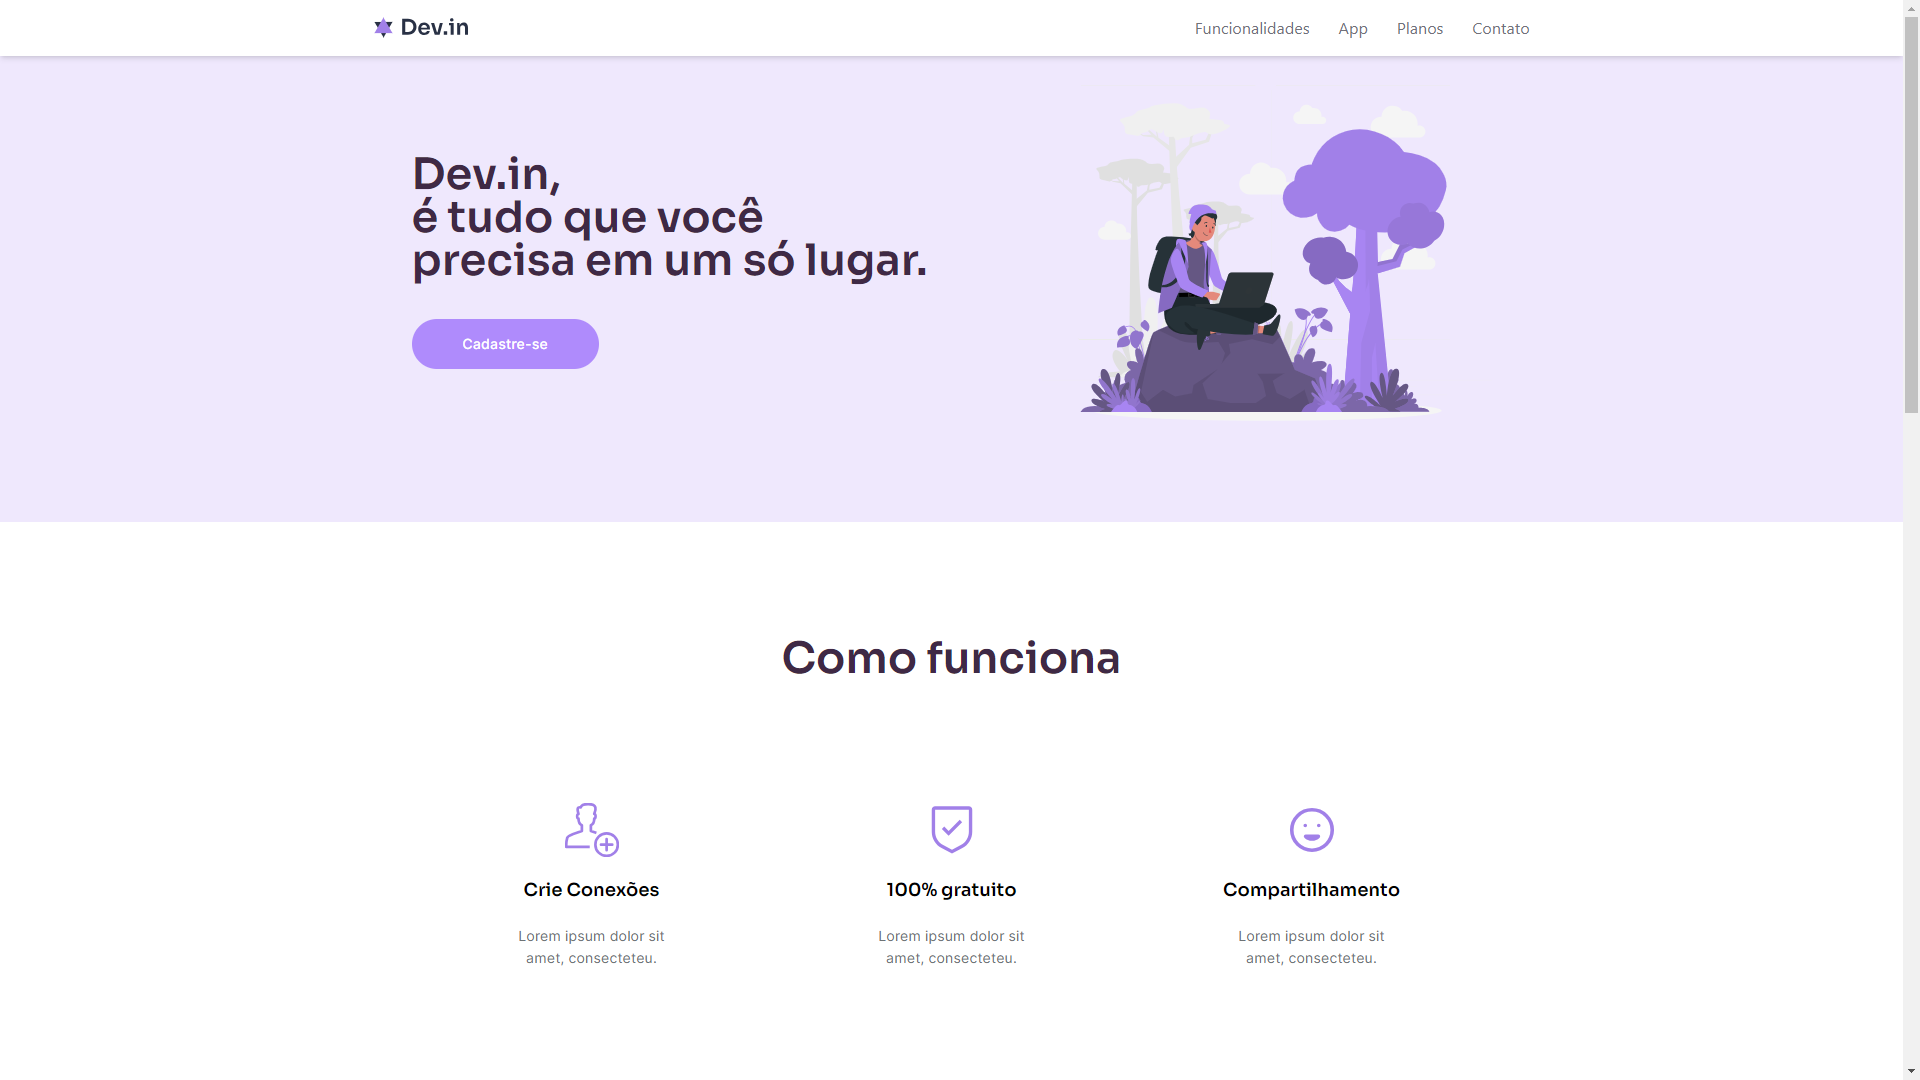 Dev.in
Funcionalidades
App
Planos
Contato
Dev.in,
é tudo que você
precisa em um só lugar.
Cadastre-se
Como funciona
Crie Conexões
Lorem ipsum dolor sit
amet, consecteteu.
100% gratuito
Lorem ipsum dolor sit
amet, consecteteu.
Compartilhamento
Lorem ipsum dolor sit
amet, consecteteu.